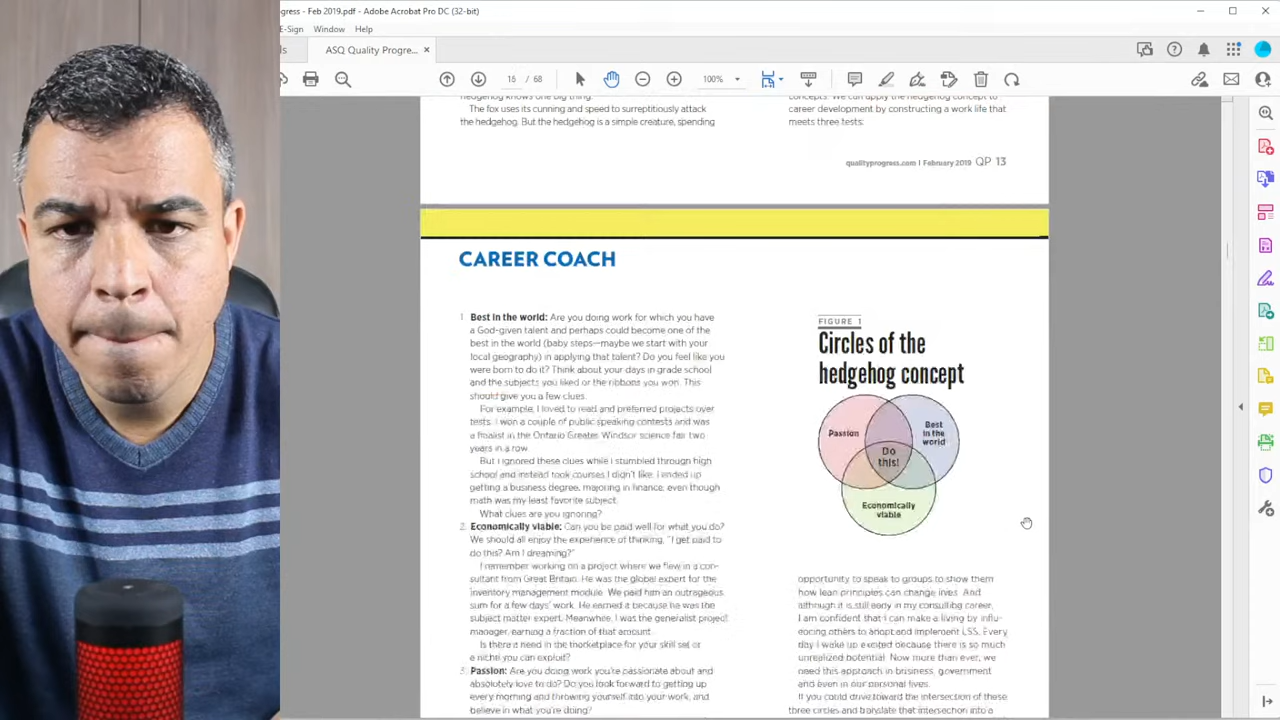 ogress - Feb 2019.pdf - Adobe Acrobat Pro DC (32-bit)
E-Sign Window Help
ls
ASQ Quality Progre... ×
15 / 68
100%
hedgehog knows one big thing.
The fox uses its cunning and speed to surreptitiously attack
the hedgehog. But the hedgehog is a simple creature, spending
concepts. We can apply the hedgehog concept to
career development by constructing a work life that
meets three tests:
qualityprogress.com | February 2019 QP 13
CAREER COACH
1 Best in the world: Are you doing work for which you have
a God-given talent and perhaps could become one of the
best in the world (baby steps—maybe we start with your
local geography) in applying that talent? Do you feel like you
were born to do it? Think about your days in grade school
and the subjects you liked or the ribbons you won. This
should give you a few clues.
For example, I loved to read and preferred projects over
tests. I won a couple of public speaking contests and was
a finalist in the Ontario Greater Windsor science fair two
years in a row.
But I ignored these clues while I stumbled through high
school and instead took courses I didn't like. I ended up
getting a business degree, majoring in finance, even though
math was my least favorite subject.
What clues are you ignoring?
2. Economically viable: Can you be paid well for what you do?
We should all enjoy the experience of thinking, "I get paid to
do this? Am I dreaming?"
I remember working on a project where we flew in a con-
sultant from Great Britain. He was the global expert for the
inventory management module. We paid him an outrageous
sum for a few days' work. He earned it because he was the
subject matter expert. Meanwhile, I was the generalist project
manager, earning a fraction of that amount.
Is there a need in the marketplace for your skill set or
a niche you can exploit?
3. Passion: Are you doing work you're passionate about and
absolutely love to do? Do you look forward to getting up
every morning and throwing yourself into your work, and
believe in what you're doing?
FIGURE 1
Circles of the
hedgehog concept
Passion
Best
in the
world
Do
this!
Economically
viable
opportunity to speak to groups to show them
how lean principles can change lives. And
although it is still early in my consulting career,
I am confident that I can make a living by influ-
encing others to adopt and implement LSS. Every
day I wake up excited because there is so much
unrealized potential. Now more than ever, we
need this approach in business, government
and even in our personal lives.
If you could drive toward the intersection of these
three circles and translate that intersection into a